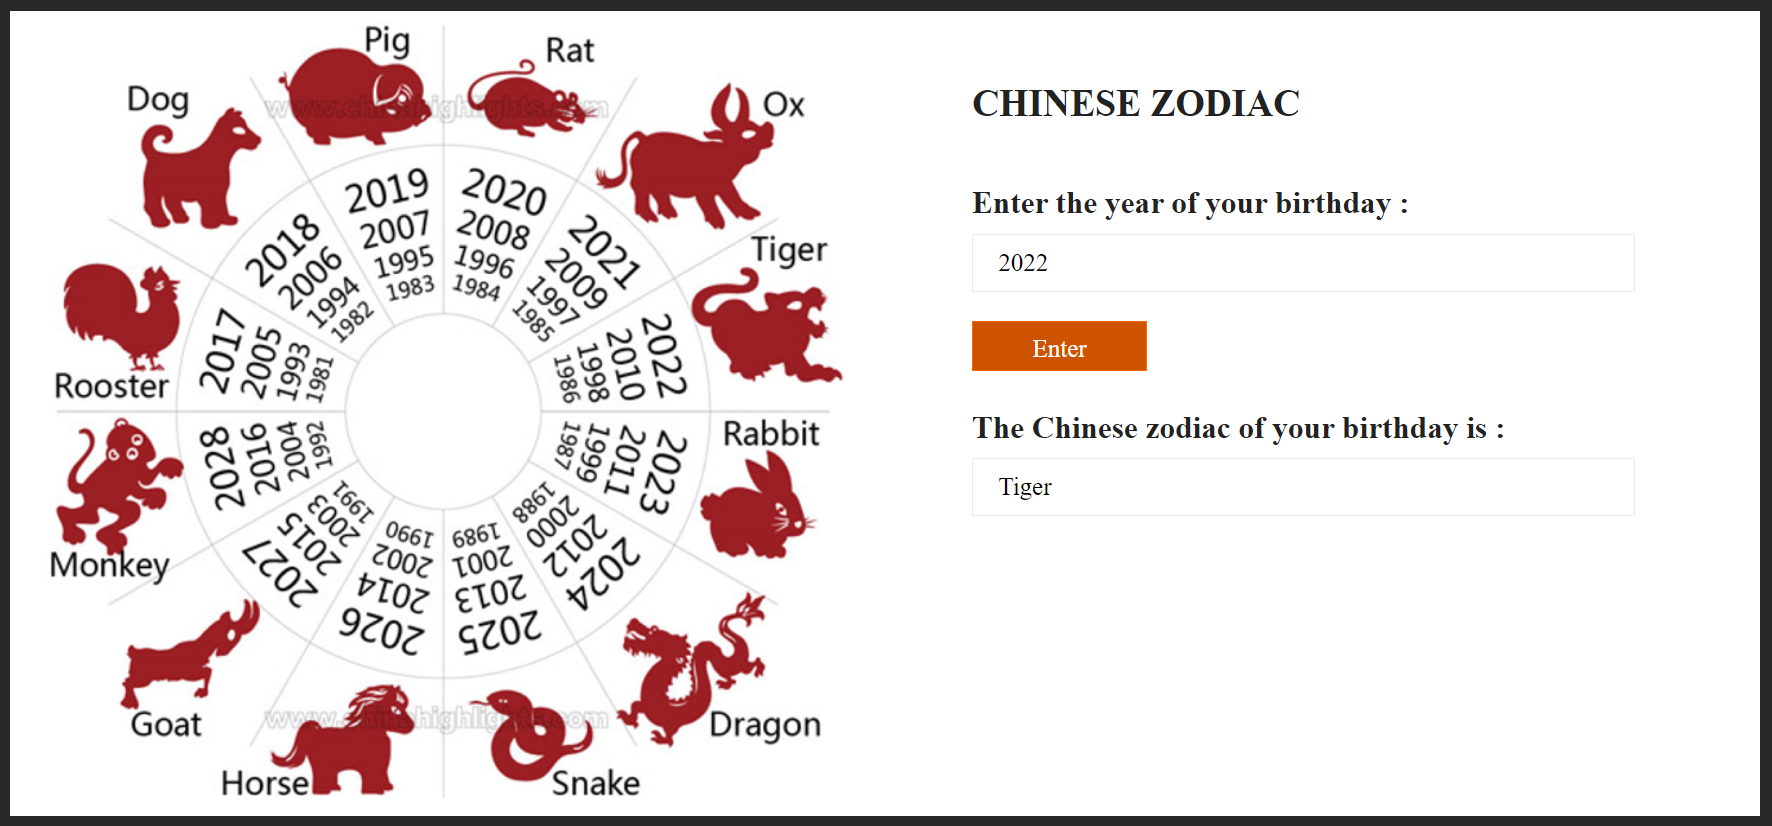 Pig
Rat
Dog
Ox
www.chinahighlights.com
Tiger
2019
2007
1995
1983
2020
2008
1996
1984
2018
2006
1994
1982
2021
2009
1997
1985
2017
2005
1993
1981
2022
2010
1998
1986
Rooster
Rabbit
2028
2016
2004
1992
2023
2011
1999
1987
Monkey
2027
2015
2003
1991
2024
2012
2000
1988
2026
2014
2002
1990
2025
2013
2001
1989
Goat
www.chinahighlights.com
Dragon
Horse
Snake
CHINESE ZODIAC
Enter the year of your birthday :
2022
Enter
The Chinese zodiac of your birthday is :
Tiger